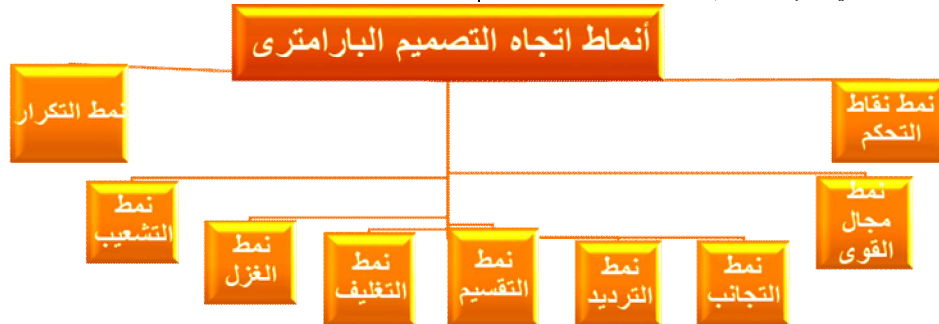 أنماط اتجاه التصميم البارامترى
نمط نقاط
التحكم
نمط التكرار
نمط
مجال
القوى
نمط
التشعيب
نمط
التجانب
نمط
الترديد
نمط
التقسيم
نمط
التغليف
نمط
الغزل